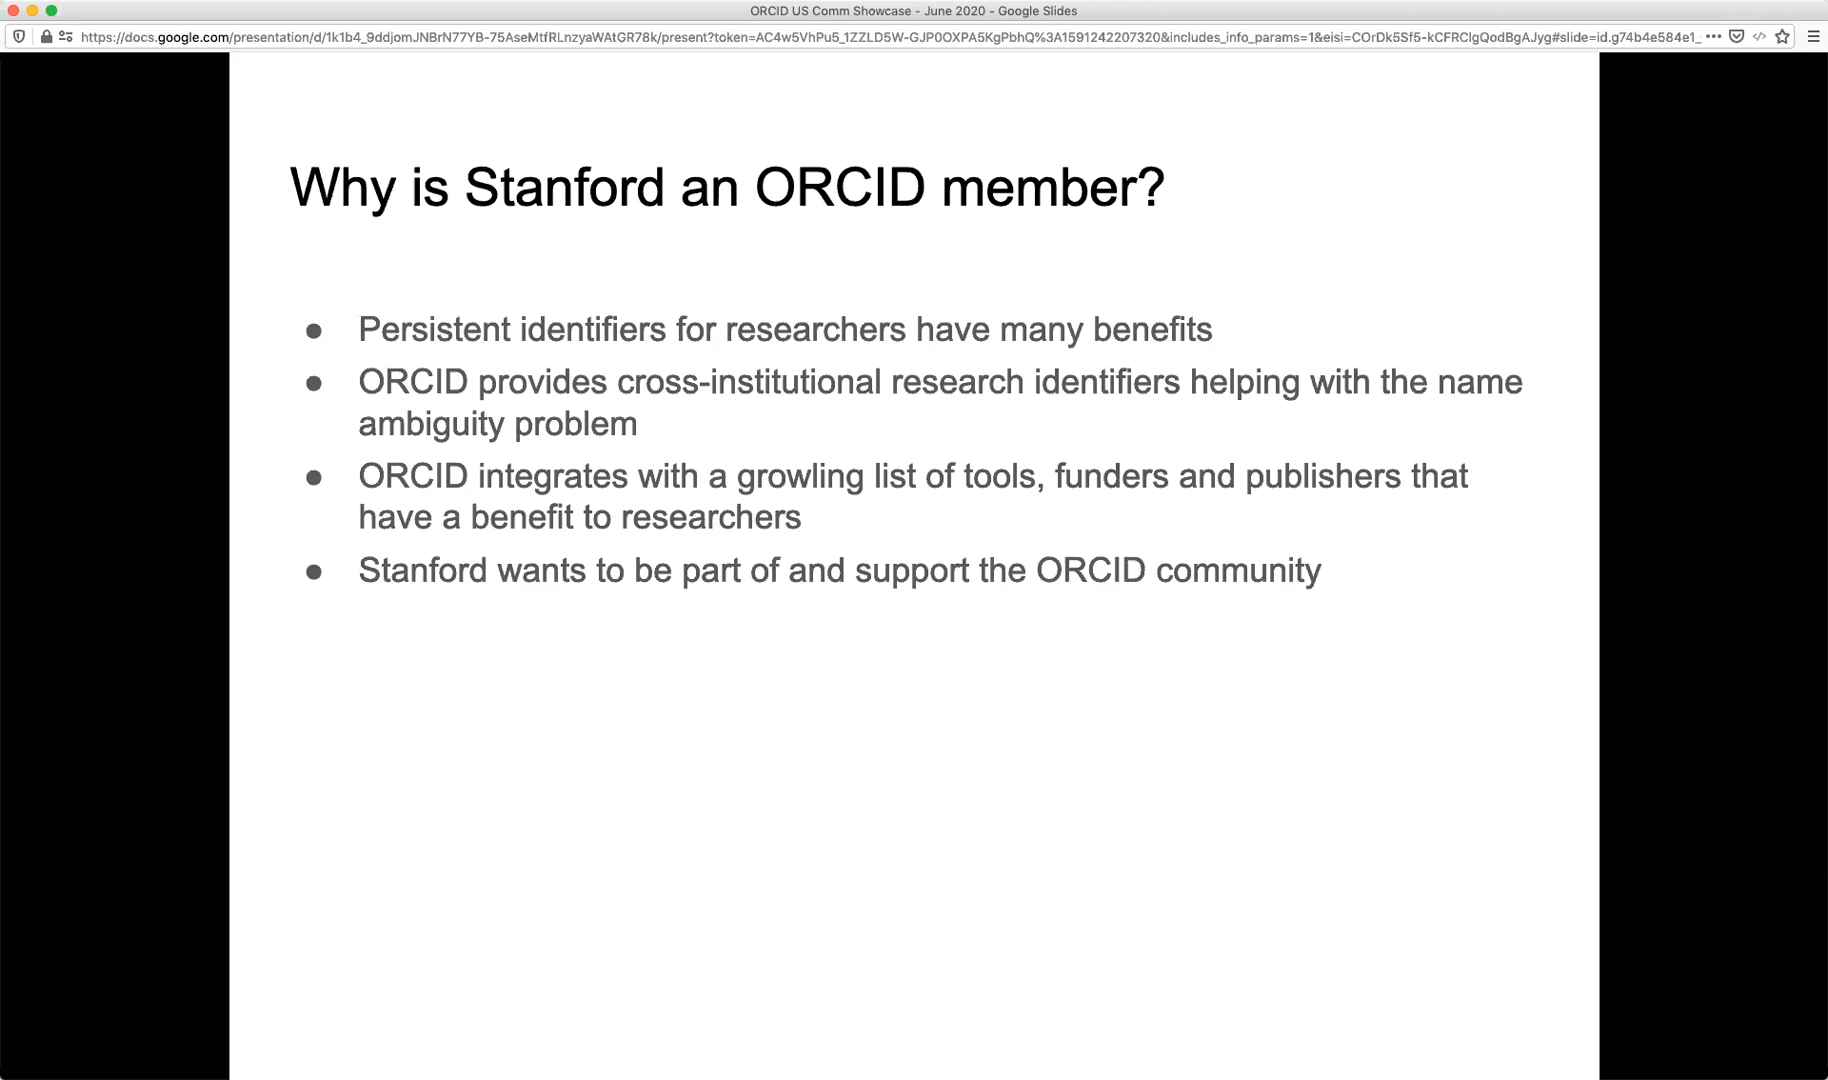 ORCID US Comm Showcase - June 2020 - Google Slides
https://docs.google.com/presentation/d/1k1b4_9ddjomJNBrN77YB-75AseMtfRLnzyaWAtGR78k/present?token=AC4w5VhPu5_1ZZLD5W-GJP0OXPA5KgPbhQ%3A1591242207320&includes_info_params=1&eisi=COrDk5Sf5-kCFRClgQodBgAJyg#slide=id.g74b4e584e1_
Why is Stanford an ORCID member?
● Persistent identifiers for researchers have many benefits
● ORCID provides cross-institutional research identifiers helping with the name
ambiguity problem
● ORCID integrates with a growling list of tools, funders and publishers that
have a benefit to researchers
● Stanford wants to be part of and support the ORCID community